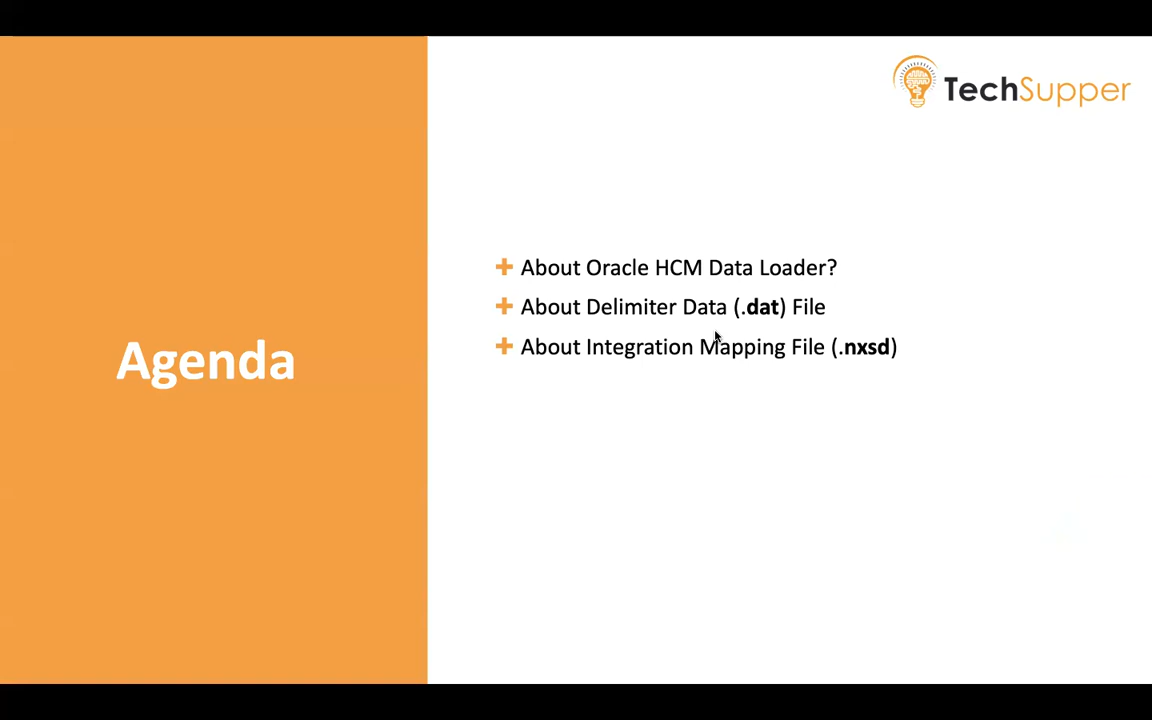 TechSupper
Agenda
About Oracle HCM Data Loader?
About Delimiter Data (.dat) File
About Integration Mapping File (.nxsd)